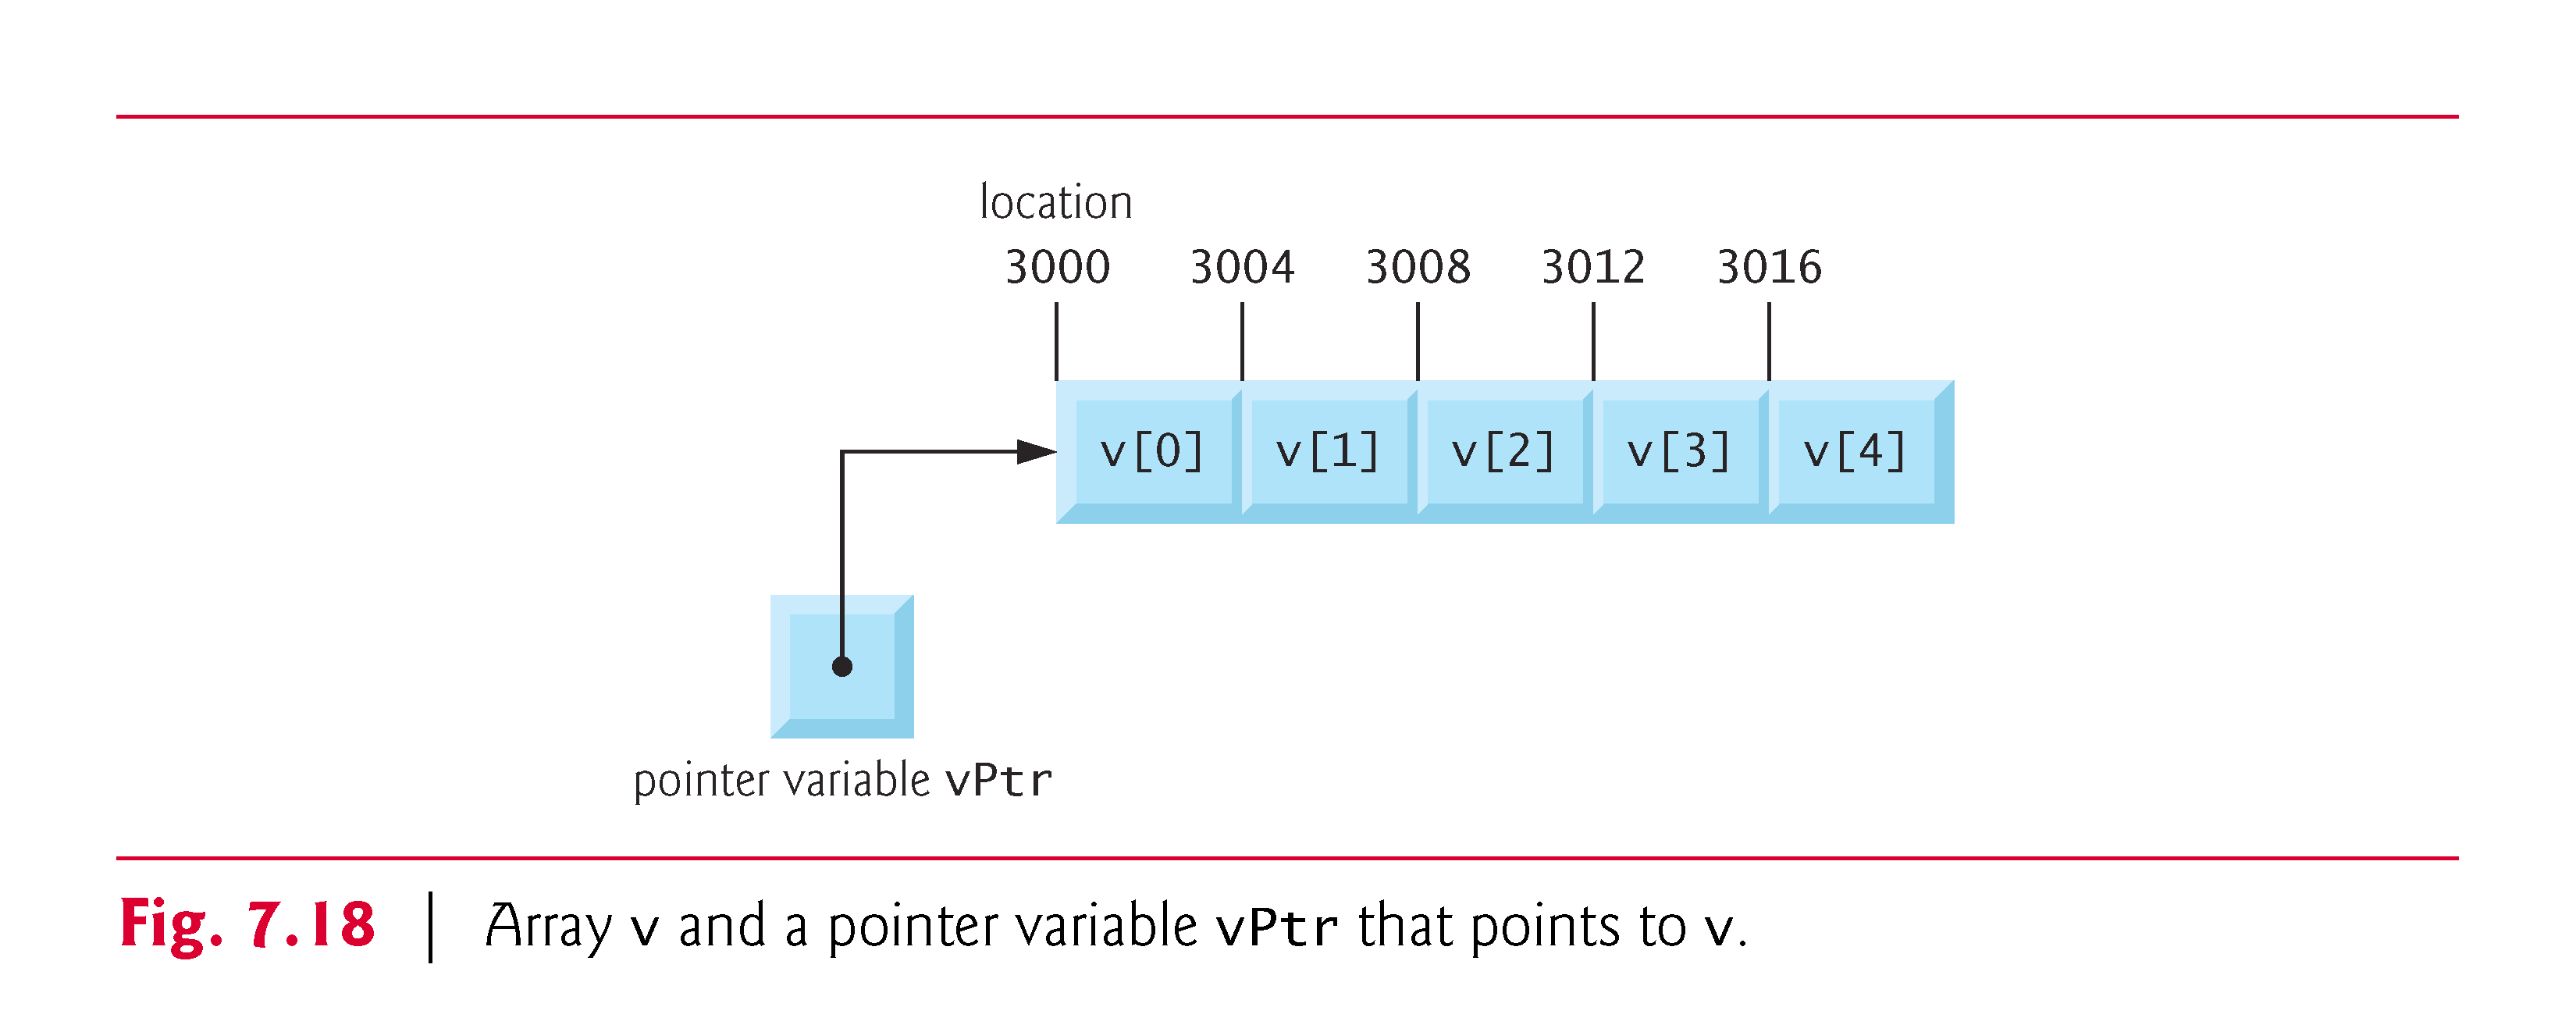 location
3000 3004 3008 3012 3016
v[0] v[1] v[2] v[3] v[4]
pointer variable vPtr
Fig. 7.18 | Array v and a pointer variable vPtr that points to v.